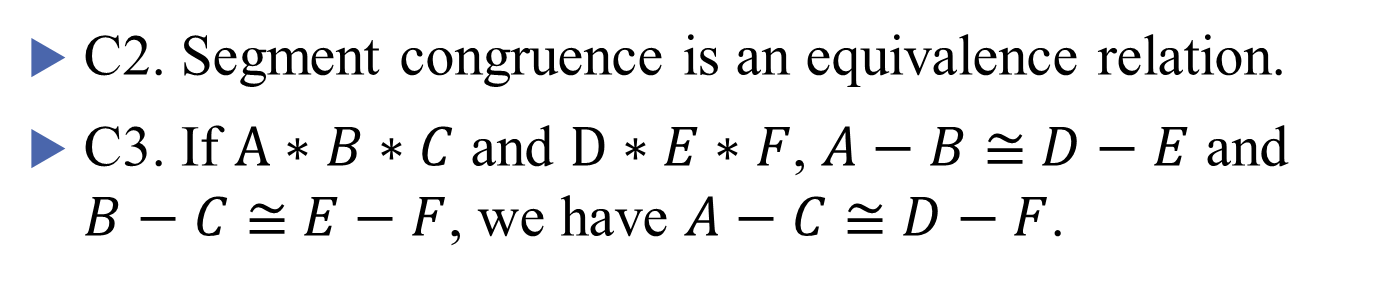 C2. Segment congruence is an equivalence relation.
C3. If A ∗ B ∗ C and D ∗ E ∗ F, A − B ≅ D − E and
B − C ≅ E − F, we have A − C ≅ D − F.